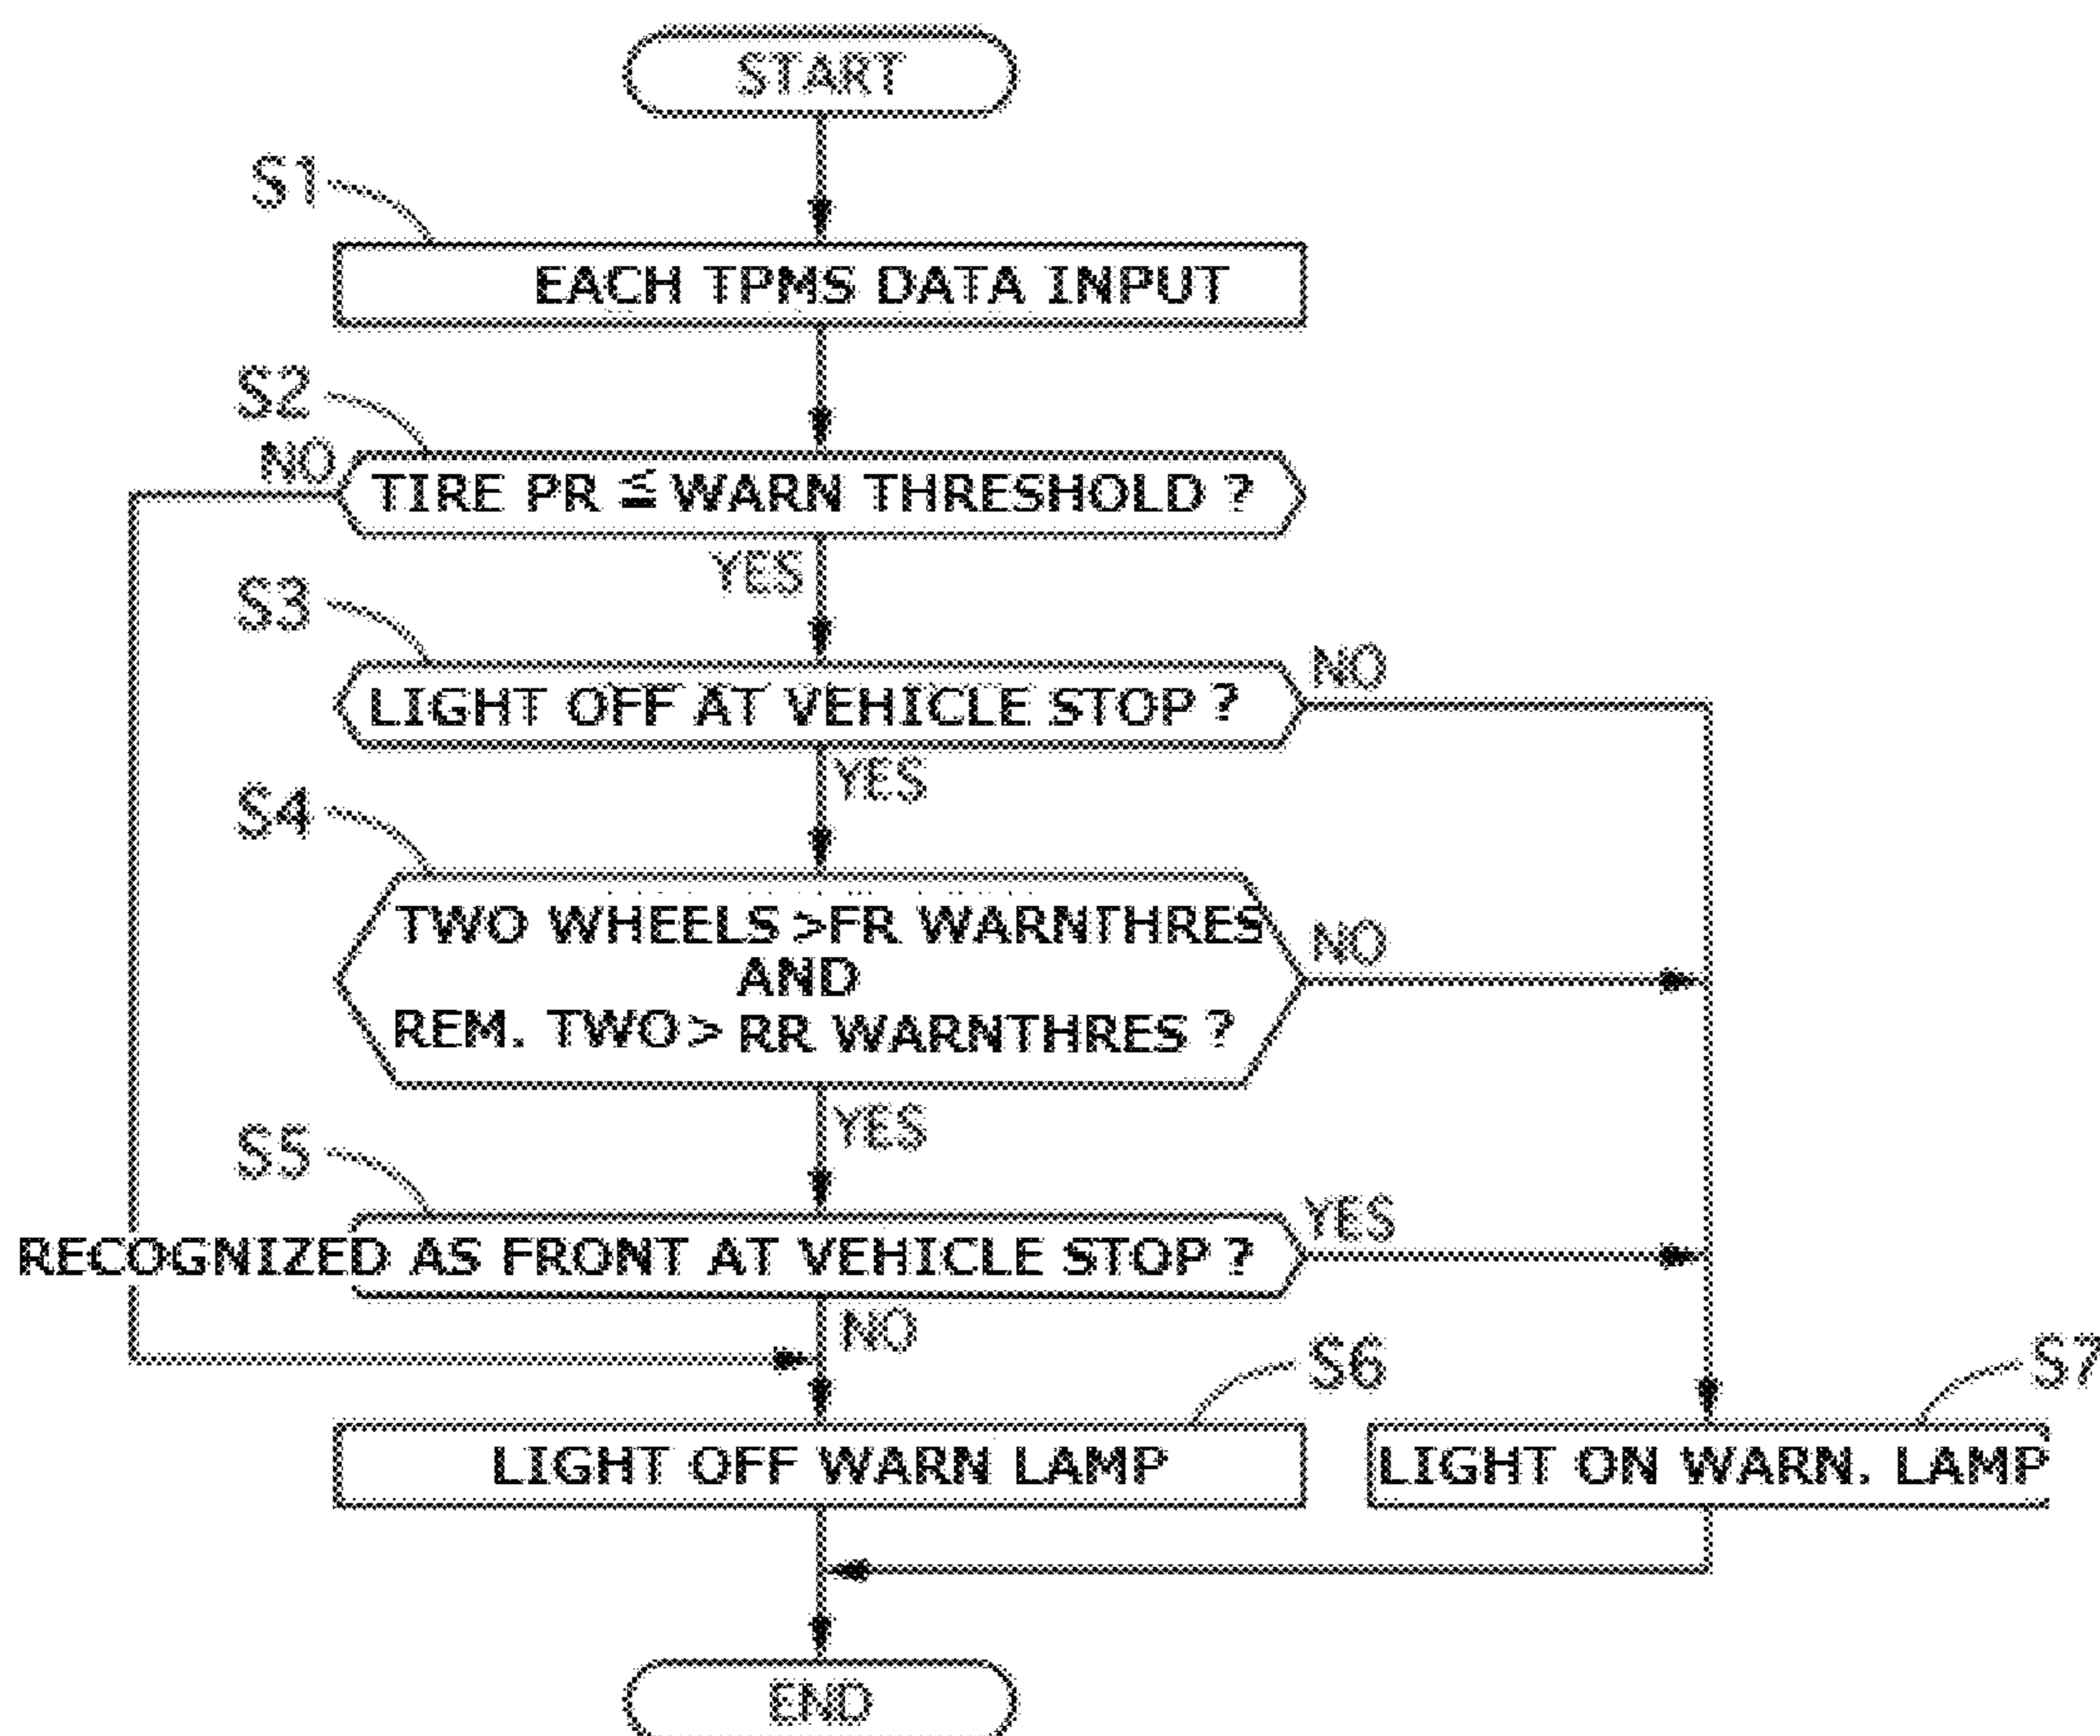 START
S1
EACH TPMS DATA INPUT
S2
NO
TIRE PR ≦ WARN THRESHOLD ?
YES
S3
NO
LIGHT OFF AT VEHICLE STOP ?
YES
S4
TWO WHEELS >FR WARNTHRES
NO
AND
REM. TWO > RR WARNTHRES ?
YES
S5
YES
RECOGNIZED AS FRONT AT VEHICLE STOP ?
NO
S6
S7
LIGHT OFF WARN LAMP
LIGHT ON WARN. LAMP
END